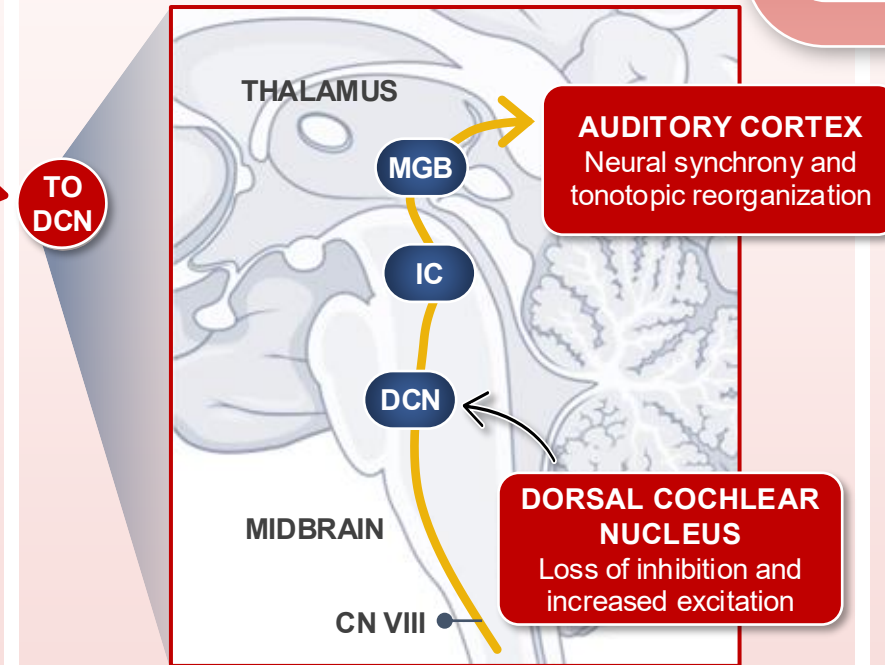 THALAMUS
MGB
AUDITORY CORTEX
Neural synchrony and
tonotopic reorganization
TO
DCN
IC
DCN
DORSAL COCHLEAR
NUCLEUS
Loss of inhibition and
increased excitation
MIDBRAIN
CN VIII